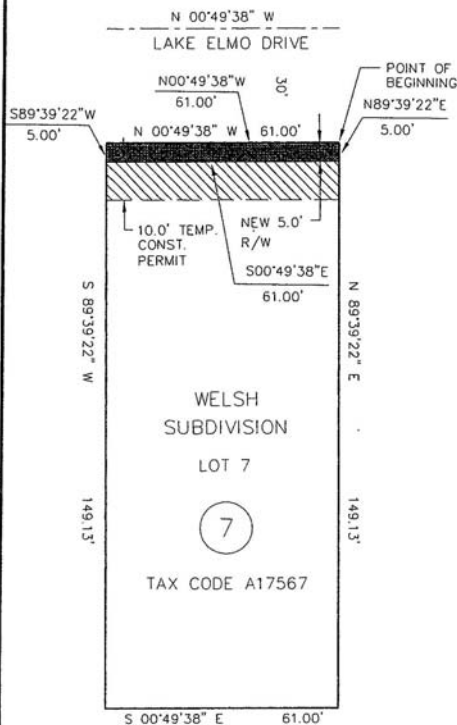 N 00°49'38" W
LAKE ELMO DRIVE
N00°49'38"W
61.00'
30'
POINT OF
BEGINNING
S89°39'22"W
5.00'
N89°39'22"E
5.00'
N 00°49'38" W 61.00'
10.0' TEMP.
CONST.
PERMIT
NEW 5.0'
R/W
S00°49'38"E
61.00'
S 89°39'22" W
149.13'
N 89°39'22" E
149.13'
WELSH
SUBDIVISION
LOT 7
7
TAX CODE A17567
S 00°49'38" E 61.00'